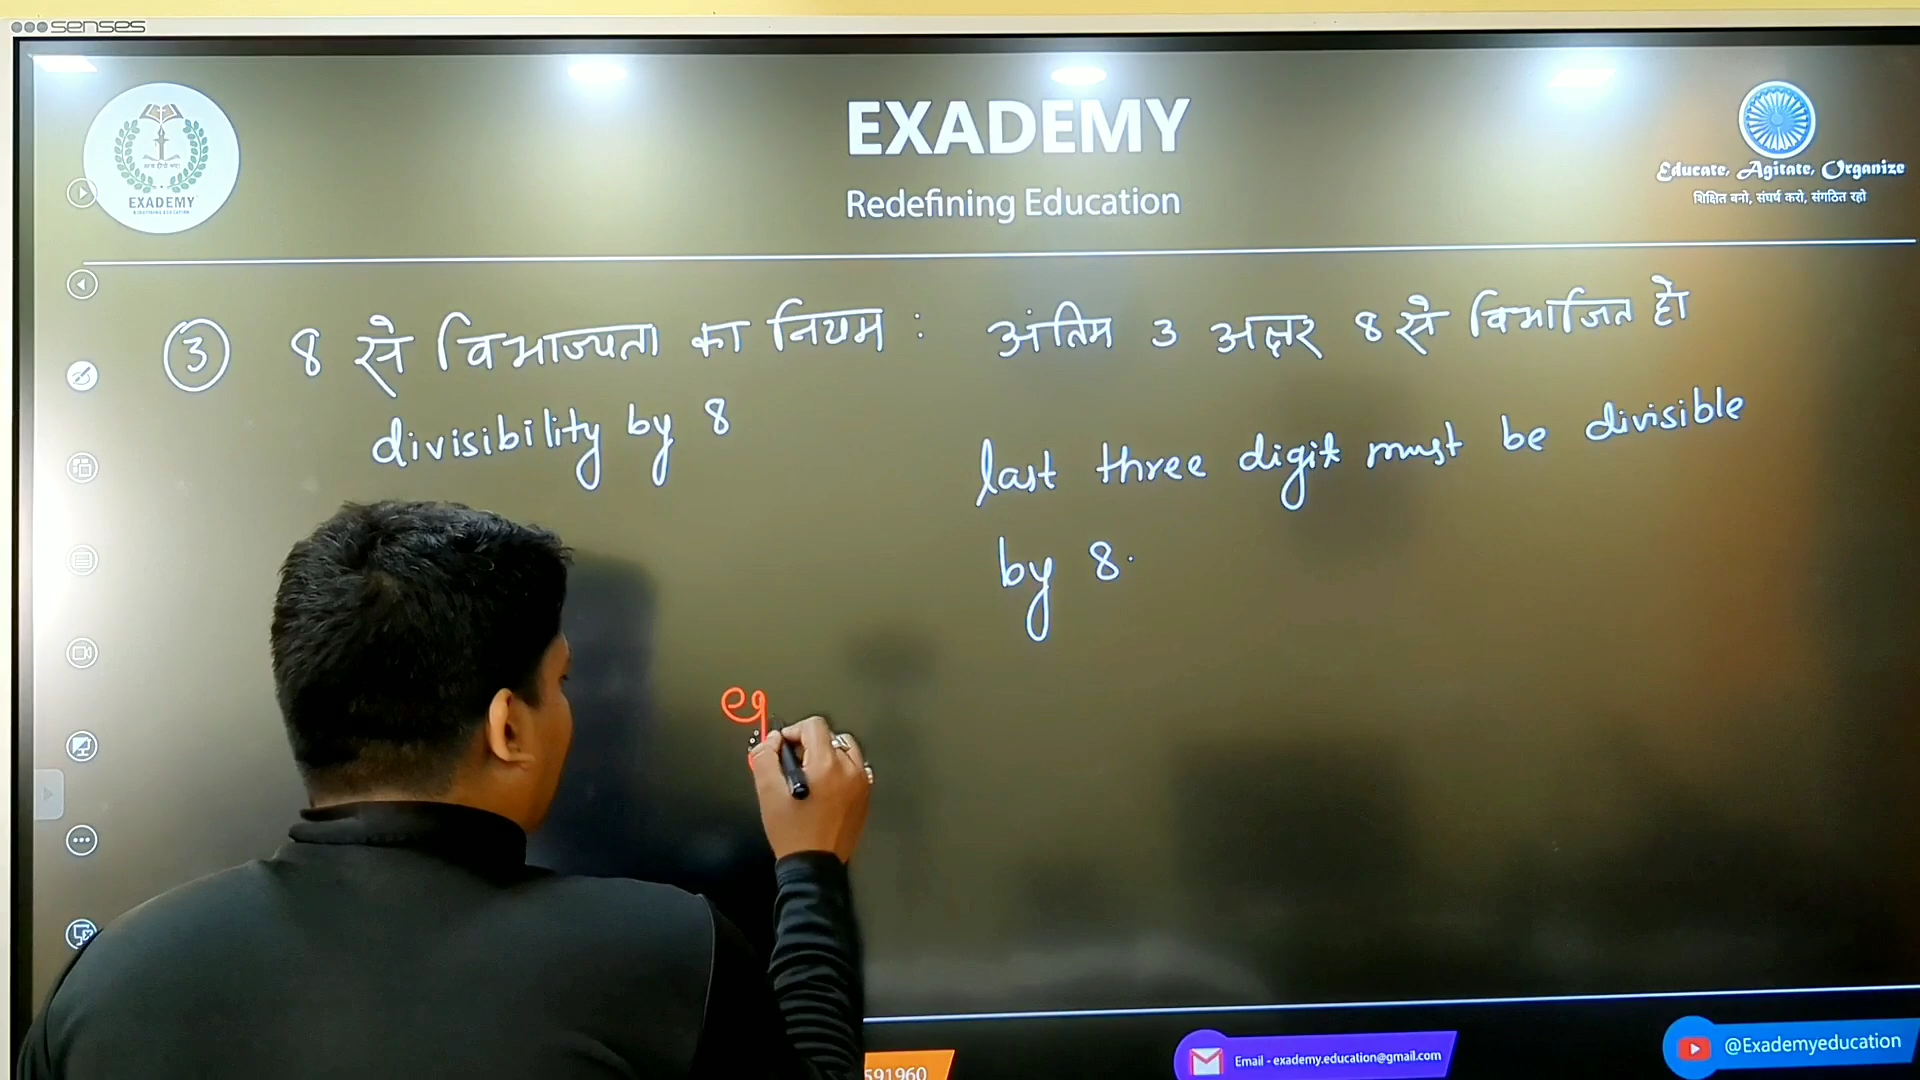 senses
EXADEMY
Redefining Education
EXADEMY
Educate, Agitate, Organize
शिक्षित बनो, संघर्ष करो, संगठित रहो
3 8 से विभाज्यता का नियम : अंतिम 3 अक्षर 8 से विभाजित हो
divisibility by 8
last three digit must be divisible
by 8.
591960
Email - exademy.education@gmail.com
@Exademyeducation